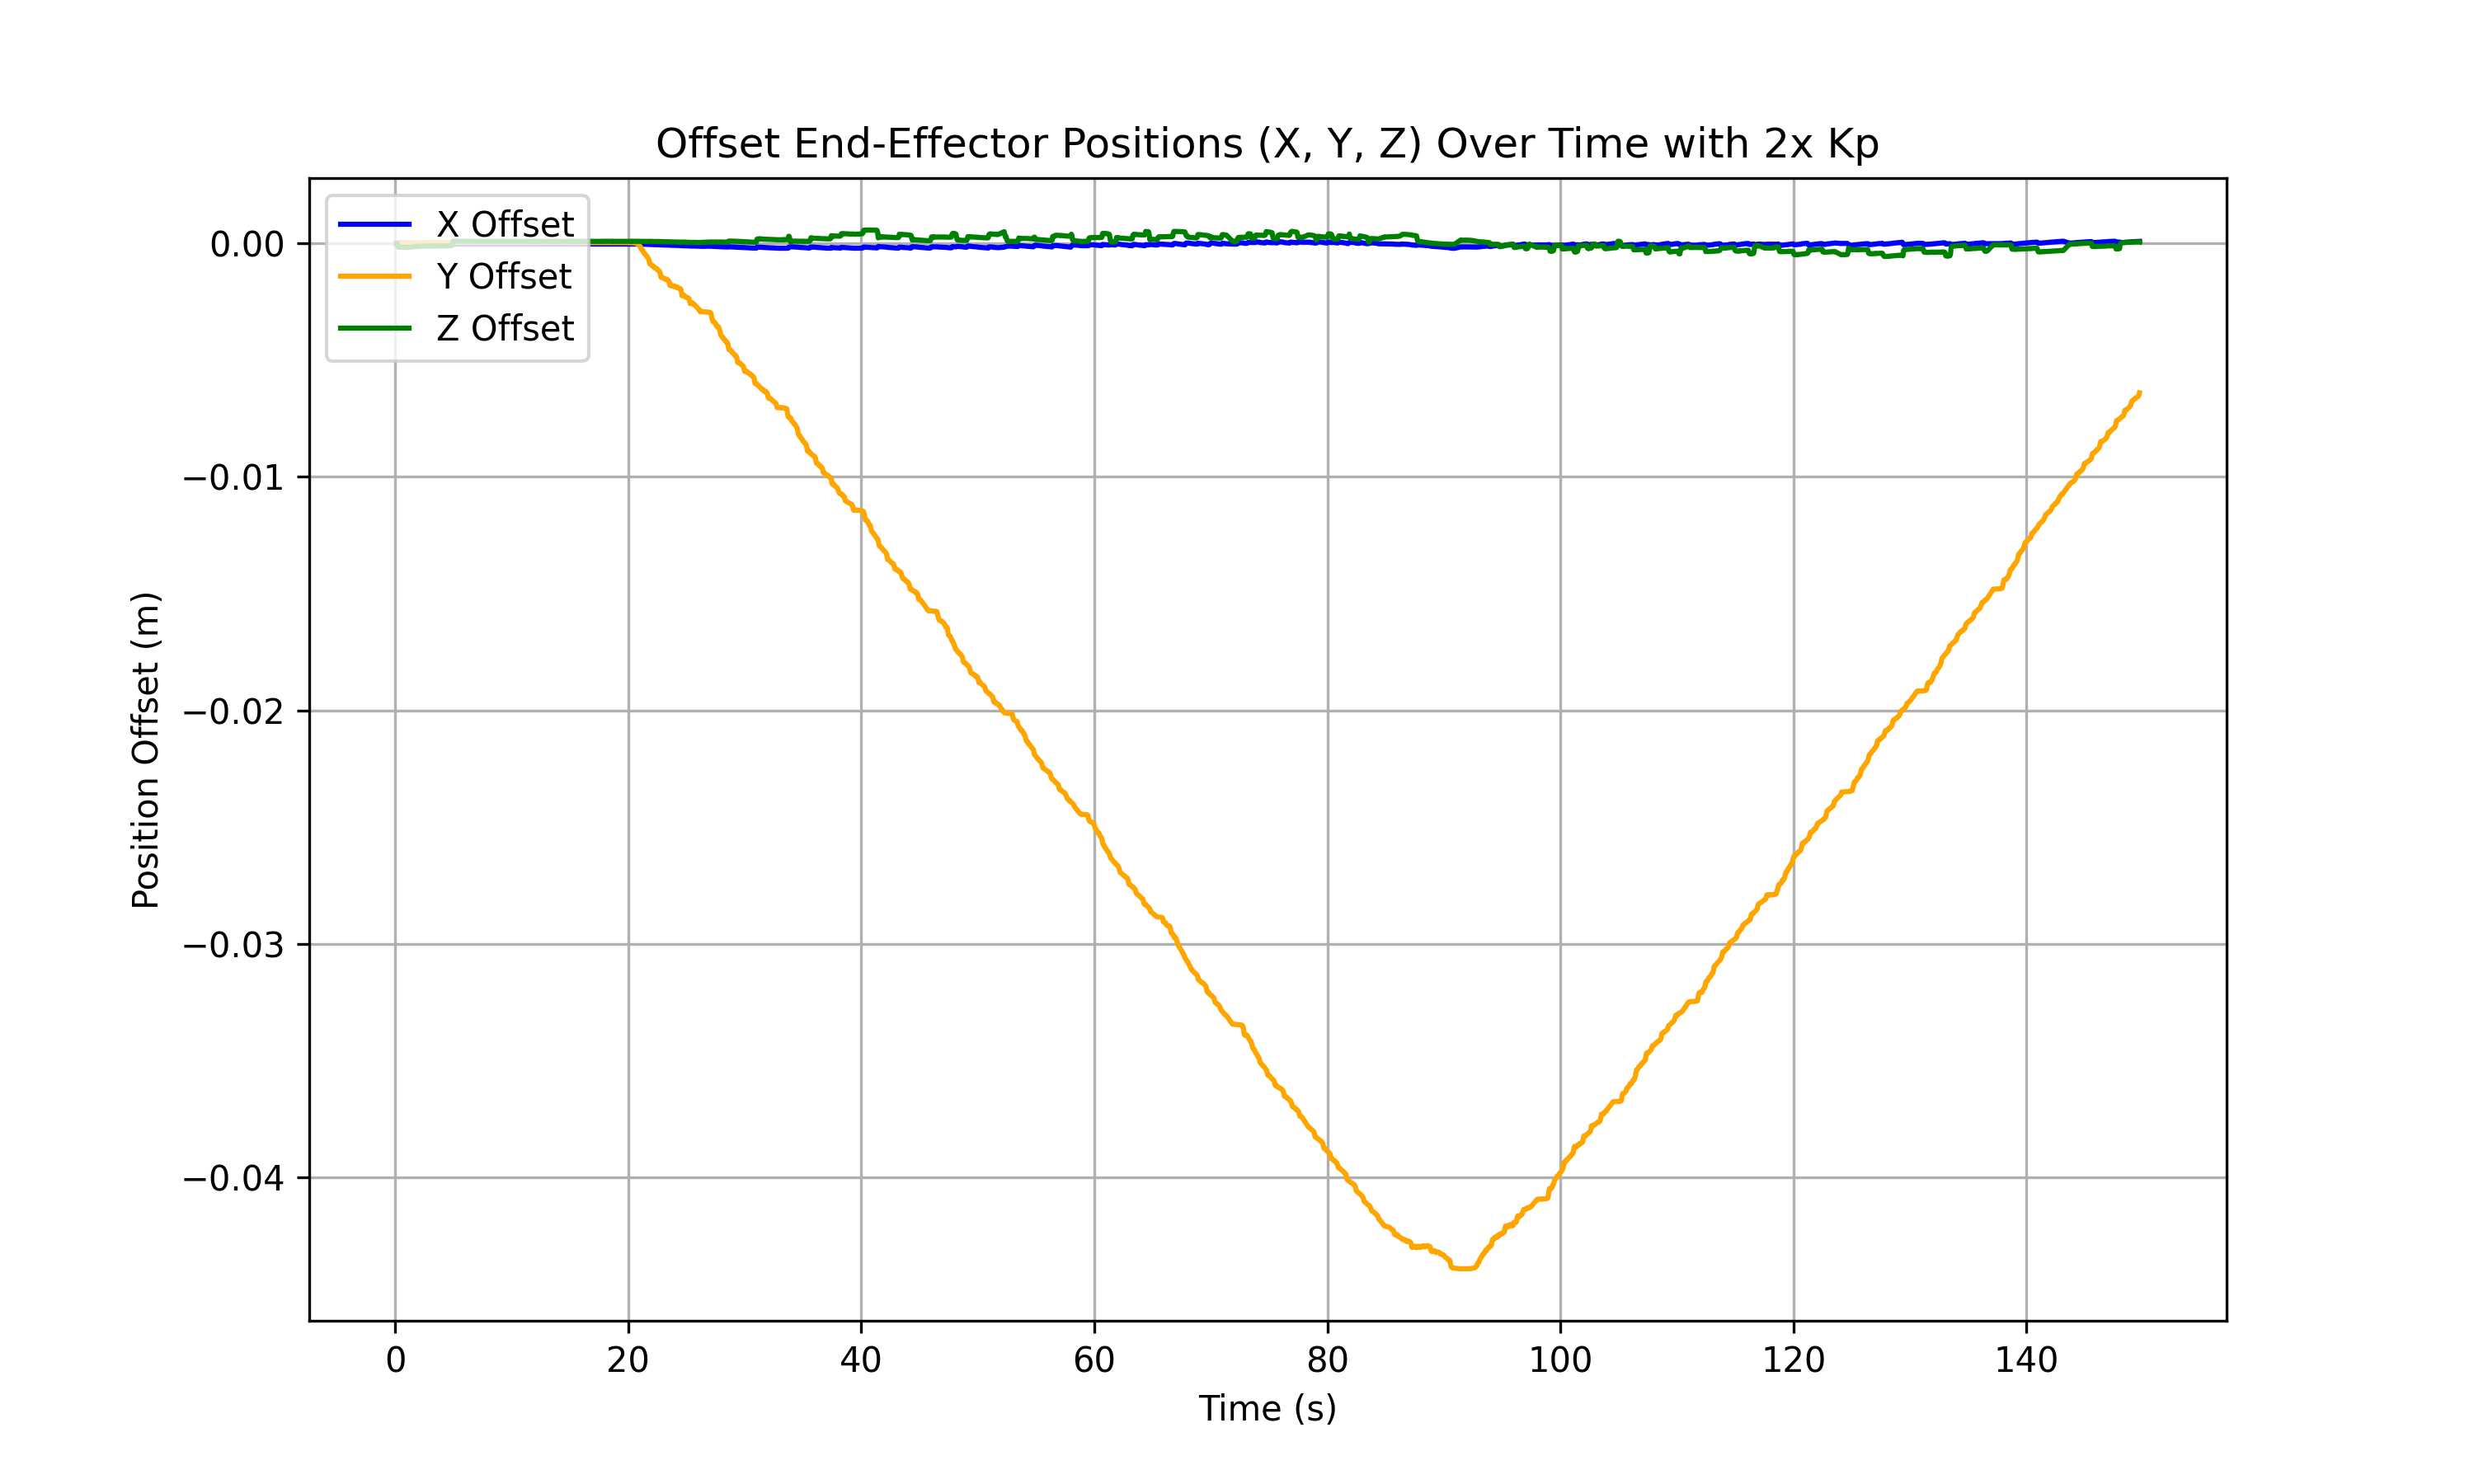 Offset End-Effector Positions (X, Y, Z) Over Time with 2x Kp
X Offset
Y Offset
Z Offset
0.00
−0.01
−0.02
−0.03
−0.04
Position Offset (m)
0 20 40 60 80 100 120 140
Time (s)